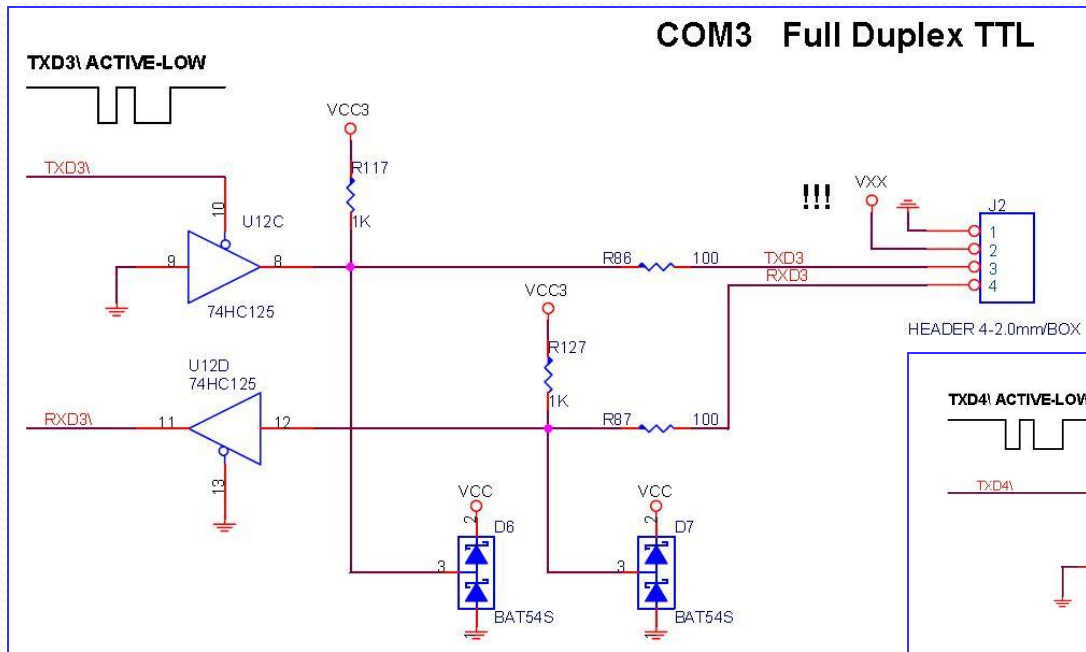 COM3 Full Duplex TTL
TXD3\ ACTIVE-LOW
VCC3
TXD3\
R117
1K
10
U12C
9
8
74HC125
!!!
VXX
J2
1
2
3
4
R86
100
TXD3
RXD3
HEADER 4-2.0mm/BOX
VCC3
R127
1K
U12D
74HC125
RXD3\
11
12
13
R87
100
VCC
2
D6
3
BAT54S
1
VCC
2
D7
3
BAT54S
1
TXD4\ ACTIVE-LOW
TXD4\